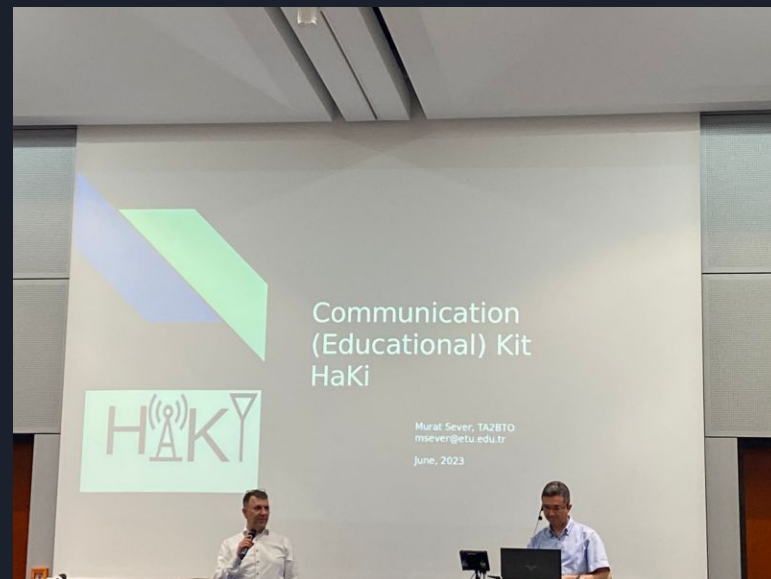 Communication
(Educational) Kit
HaKi
HAKY
Murat Sever, TA2BTO
msever@etu.edu.tr
June, 2023